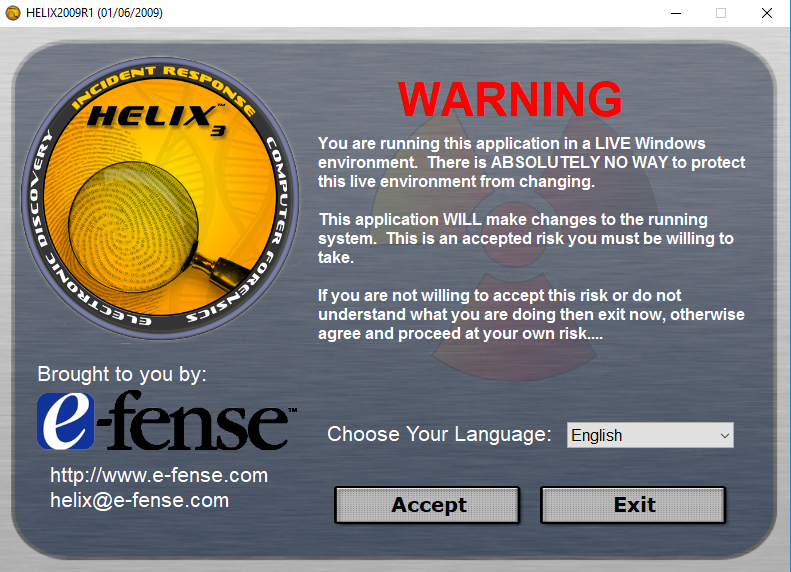 HELIX2009R1 (01/06/2009)
INCIDENT RESPONSE
COMPUTER FORENSICS
ELECTRONIC DISCOVERY
HELIX™
3
WARNING
You are running this application in a LIVE Windows
environment.  There is ABSOLUTELY NO WAY to protect
this live environment from changing.
This application WILL make changes to the running
system.  This is an accepted risk you must be willing to
take.
If you are not willing to accept this risk or do not
understand what you are doing then exit now, otherwise
agree and proceed at your own risk....
Brought to you by:
e-fense™
http://www.e-fense.com
helix@e-fense.com
Choose Your Language:
English
Accept
Exit